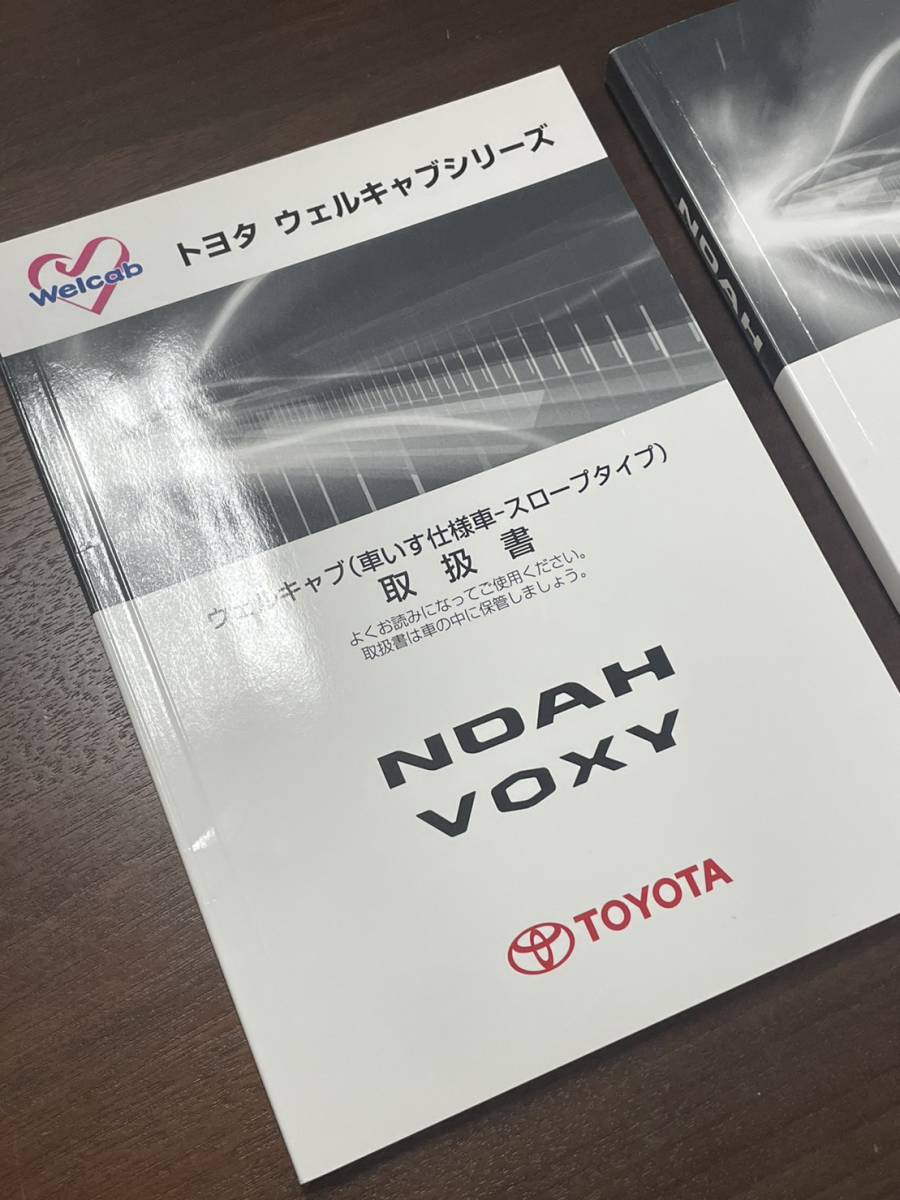 Welcab
トヨタ ウェルキャブシリーズ
ウェルキャブ(車いす仕様車-スロープタイプ)
取扱書
よくお読みになってご使用ください。
取扱書は車の中に保管しましょう。
NOAH
VOXY
TOYOTA
NOAH